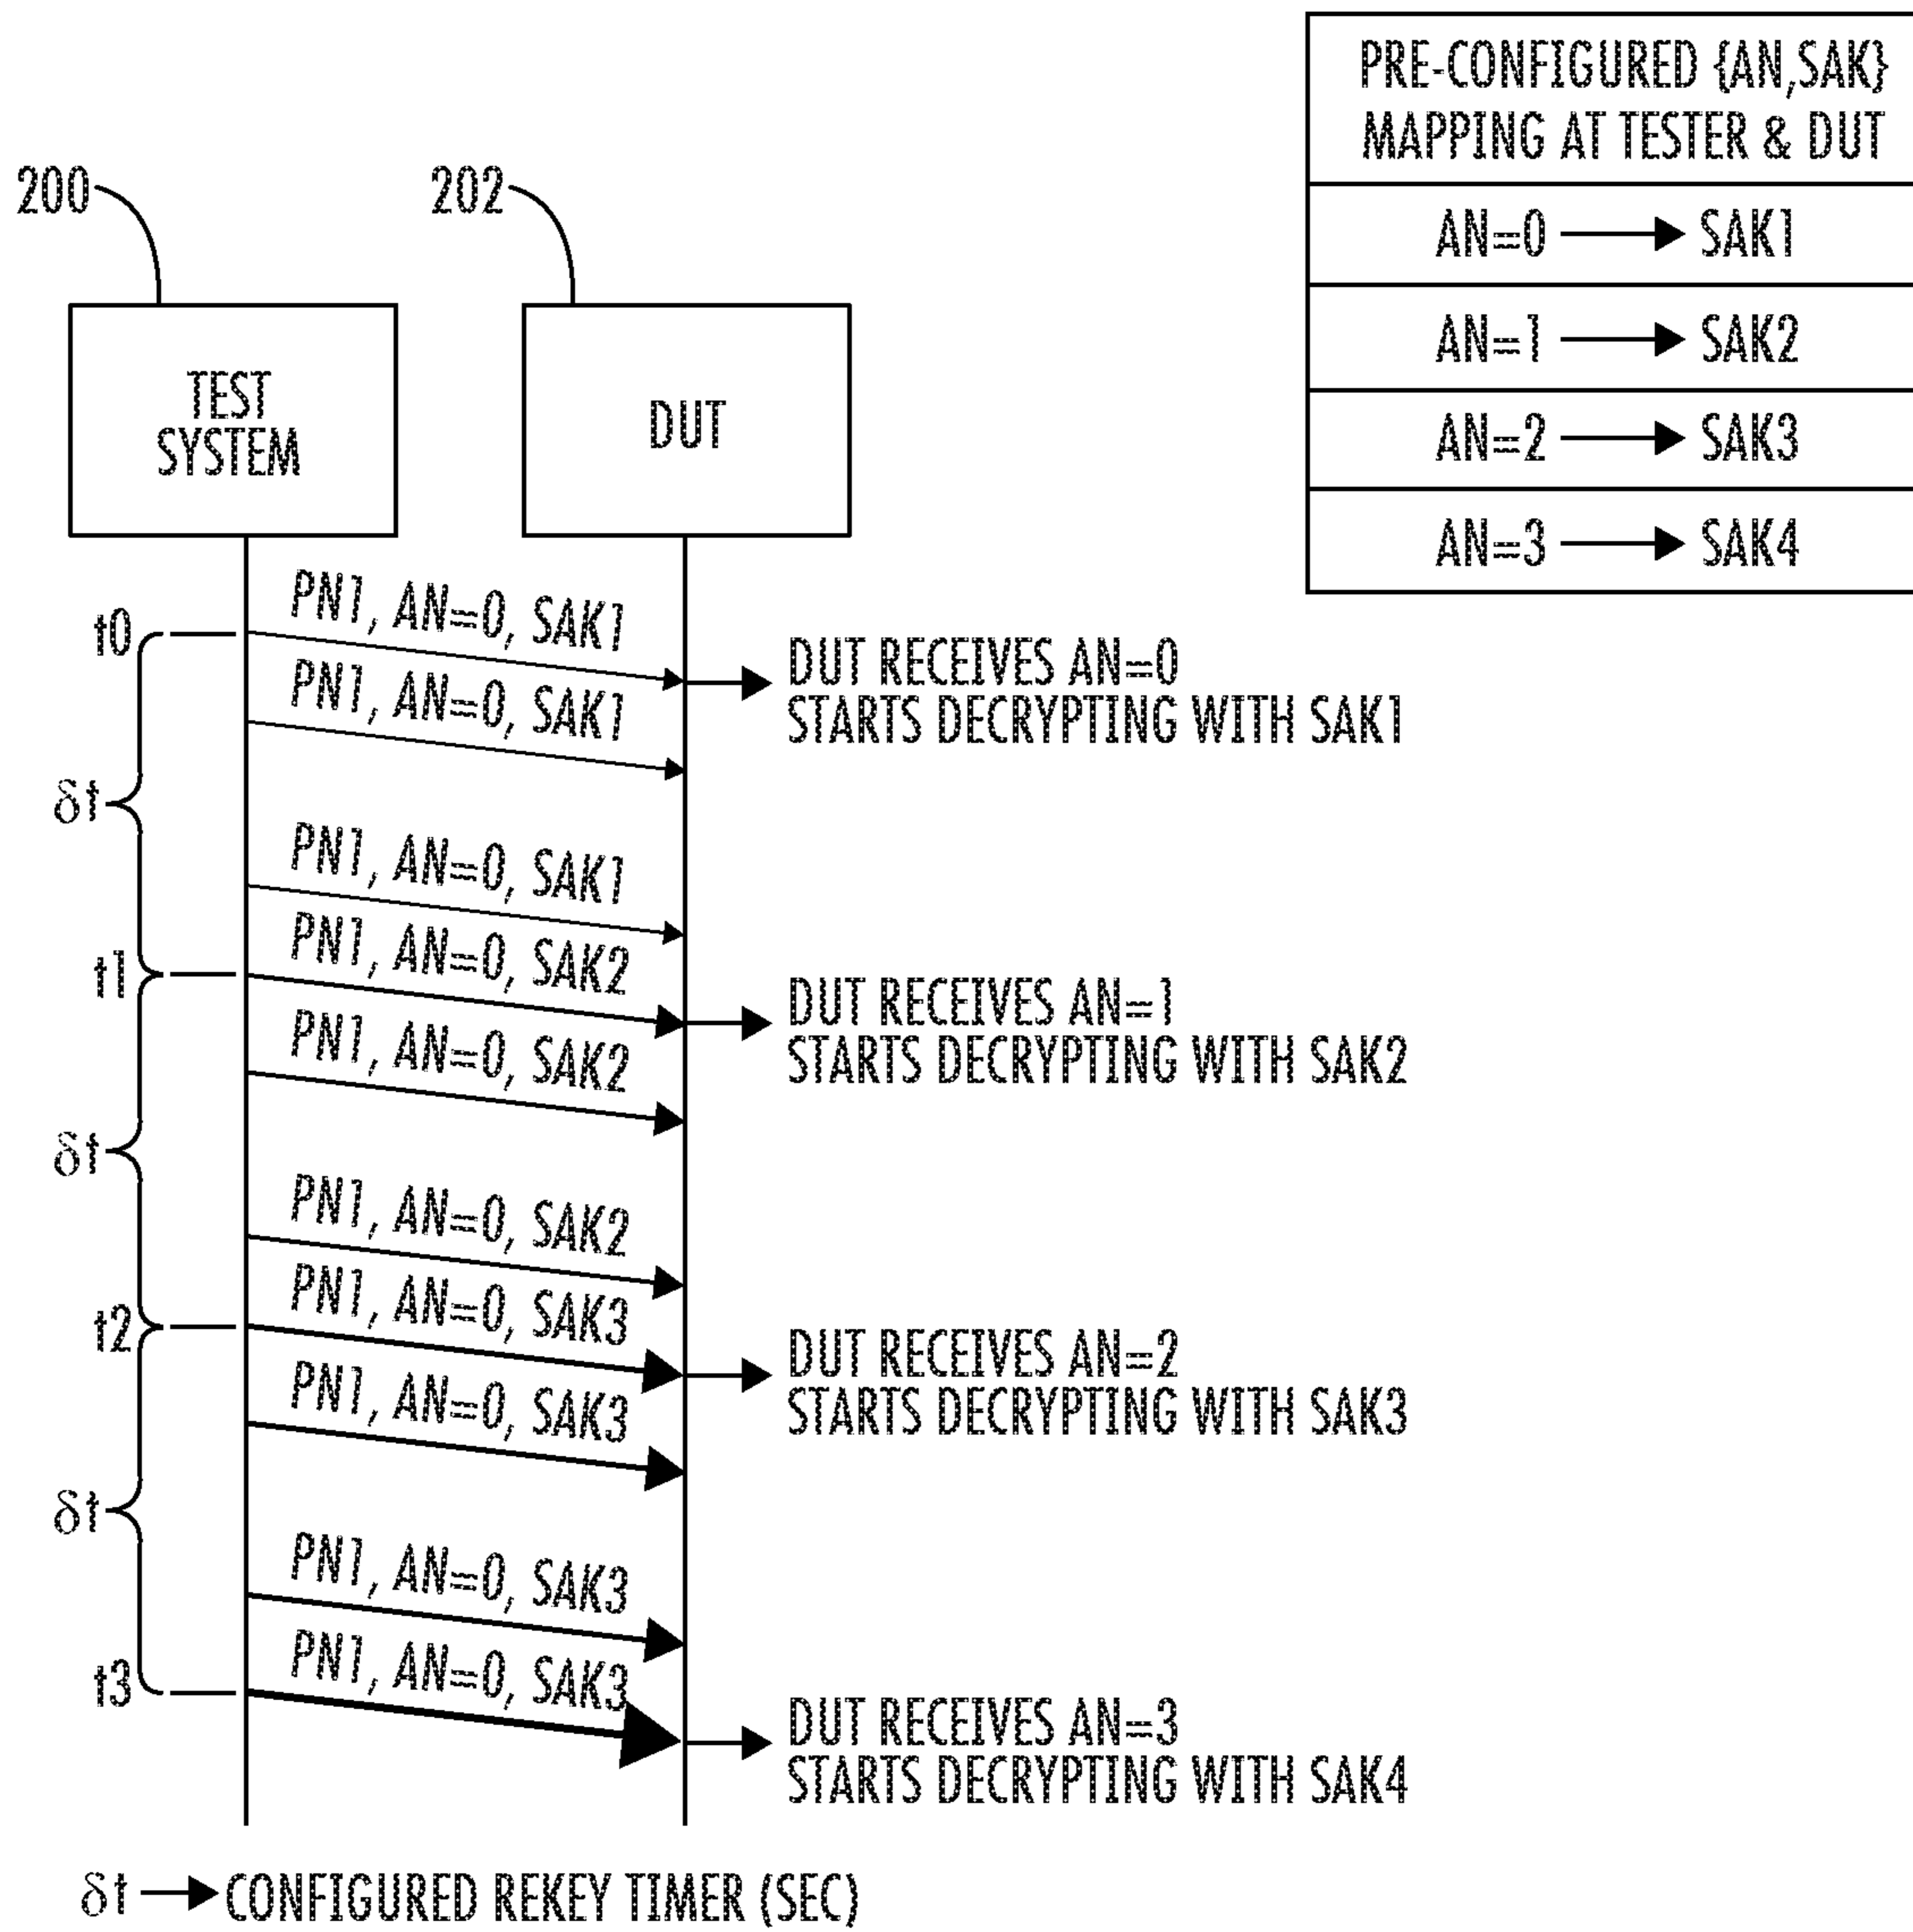 PRE-CONFIGURED {AN,SAK}
MAPPING AT TESTER & DUT
AN=0 → SAK1
AN=1 → SAK2
AN=2 → SAK3
AN=3 → SAK4
200
202
TEST
SYSTEM
DUT
PN1, AN=0, SAK1
t0
DUT RECEIVES AN=0
STARTS DECRYPTING WITH SAK1
PN1, AN=0, SAK1
δt
PN1, AN=0, SAK1
PN1, AN=0, SAK2
t1
DUT RECEIVES AN=1
STARTS DECRYPTING WITH SAK2
PN1, AN=0, SAK2
δt
PN1, AN=0, SAK2
PN1, AN=0, SAK3
t2
DUT RECEIVES AN=2
STARTS DECRYPTING WITH SAK3
PN1, AN=0, SAK3
δt
PN1, AN=0, SAK3
PN1, AN=0, SAK3
t3
DUT RECEIVES AN=3
STARTS DECRYPTING WITH SAK4
δt → CONFIGURED REKEY TIMER (SEC)